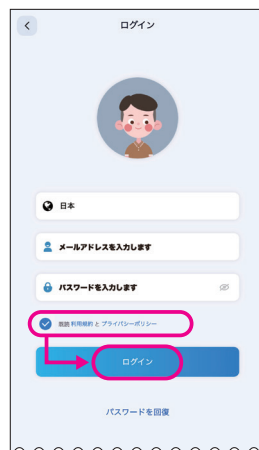 ログイン
日本
メールアドレスを入力します
パスワードを入力します
既読 利用規約 と プライバシーポリシー
ログイン
パスワードを回復